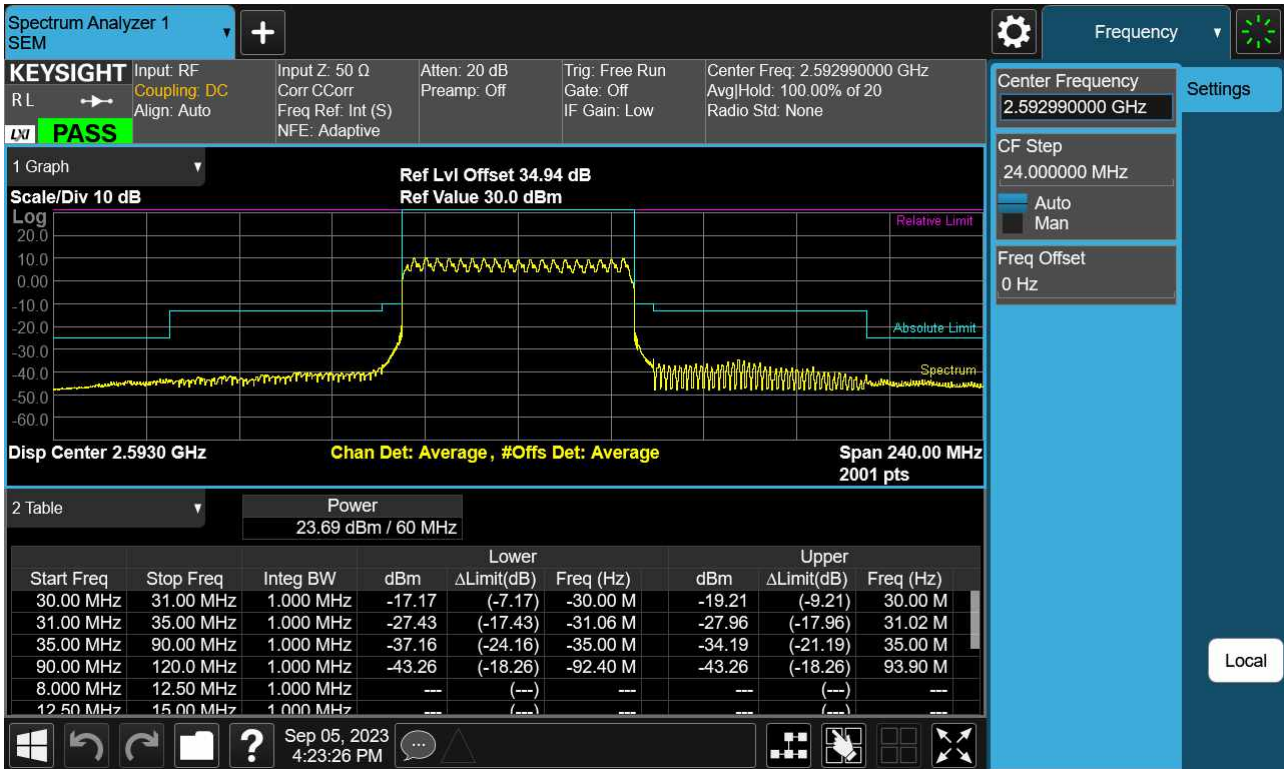 Spectrum Analyzer 1
SEM
+
Frequency
KEYSIGHT
R L
LXI
PASS
Input: RF
Coupling: DC
Align: Auto
Input Z: 50 Ω
Corr CCorr
Freq Ref: Int (S)
NFE: Adaptive
Atten: 20 dB
Preamp: Off
Trig: Free Run
Gate: Off
IF Gain: Low
Center Freq: 2.592990000 GHz
Avg|Hold: 100.00% of 20
Radio Std: None
Center Frequency
2.592990000 GHz
Settings
CF Step
24.000000 MHz
Auto
Man
Freq Offset
0 Hz
1 Graph
Scale/Div 10 dB
Ref Lvl Offset 34.94 dB
Ref Value 30.0 dBm
Log
20.0
10.0
0.00
-10.0
-20.0
-30.0
-40.0
-50.0
-60.0
Relative Limit
Absolute Limit
Spectrum
Disp Center 2.5930 GHz
Chan Det: Average, #Offs Det: Average
Span 240.00 MHz
2001 pts
2 Table
Power
23.69 dBm / 60 MHz
Lower Upper
Start Freq Stop Freq Integ BW dBm ΔLimit(dB) Freq (Hz) dBm ΔLimit(dB) Freq (Hz)
30.00 MHz 31.00 MHz 1.000 MHz -17.17 (-7.17) -30.00 M -19.21 (-9.21) 30.00 M
31.00 MHz 35.00 MHz 1.000 MHz -27.43 (-17.43) -31.06 M -27.96 (-17.96) 31.02 M
35.00 MHz 90.00 MHz 1.000 MHz -37.16 (-24.16) -35.00 M -34.19 (-21.19) 35.00 M
90.00 MHz 120.0 MHz 1.000 MHz -43.26 (-18.26) -92.40 M -43.26 (-18.26) 93.90 M
8.000 MHz 12.50 MHz 1.000 MHz --- (---) --- --- (---) ---
12.50 MHz 15.00 MHz 1.000 MHz --- (---) --- --- (---) ---
Local
?
Sep 05, 2023
4:23:26 PM